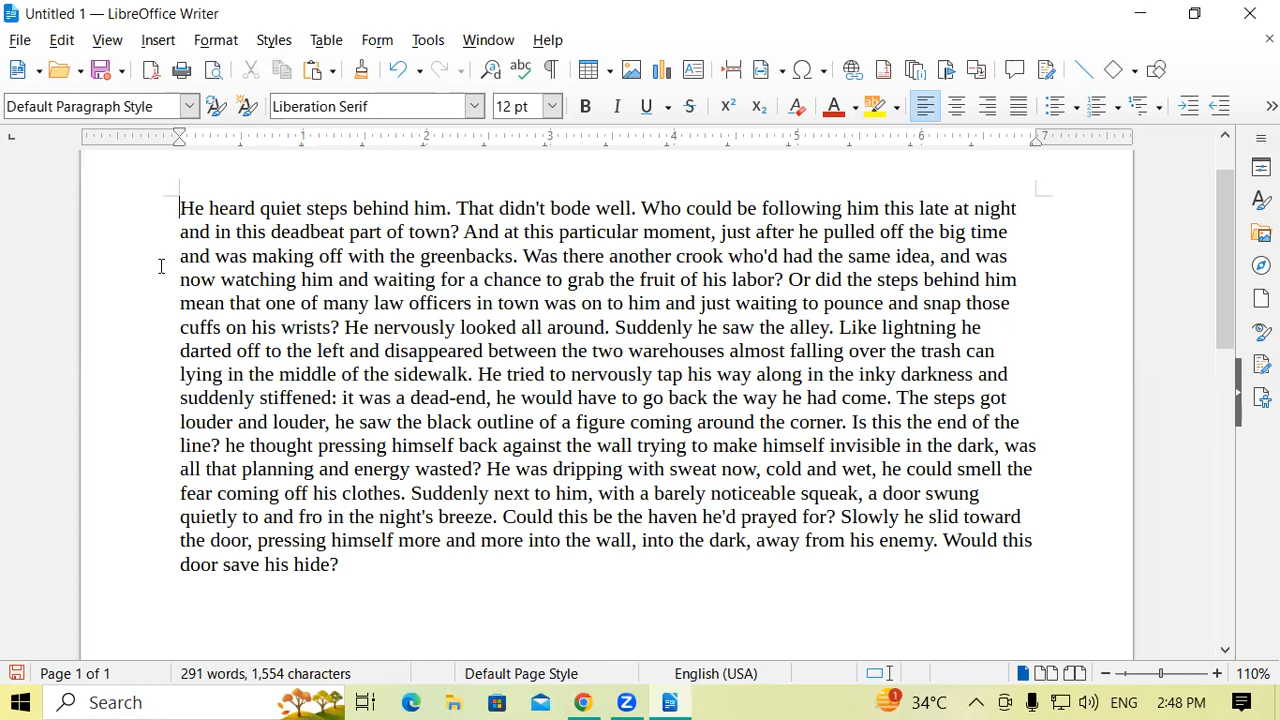 Untitled 1 — LibreOffice Writer
File Edit View Insert Format Styles Table Form Tools Window Help
Default Paragraph Style Liberation Serif 12 pt
1 2 3 4 5 6 7
He heard quiet steps behind him. That didn't bode well. Who could be following him this late at night
and in this deadbeat part of town? And at this particular moment, just after he pulled off the big time
and was making off with the greenbacks. Was there another crook who'd had the same idea, and was
now watching him and waiting for a chance to grab the fruit of his labor? Or did the steps behind him
mean that one of many law officers in town was on to him and just waiting to pounce and snap those
cuffs on his wrists? He nervously looked all around. Suddenly he saw the alley. Like lightning he
darted off to the left and disappeared between the two warehouses almost falling over the trash can
lying in the middle of the sidewalk. He tried to nervously tap his way along in the inky darkness and
suddenly stiffened: it was a dead-end, he would have to go back the way he had come. The steps got
louder and louder, he saw the black outline of a figure coming around the corner. Is this the end of the
line? he thought pressing himself back against the wall trying to make himself invisible in the dark, was
all that planning and energy wasted? He was dripping with sweat now, cold and wet, he could smell the
fear coming off his clothes. Suddenly next to him, with a barely noticeable squeak, a door swung
quietly to and fro in the night's breeze. Could this be the haven he'd prayed for? Slowly he slid toward
the door, pressing himself more and more into the wall, into the dark, away from his enemy. Would this
door save his hide?
Page 1 of 1 291 words, 1,554 characters Default Page Style English (USA) 110%
Search 1 34°C ENG 2:48 PM